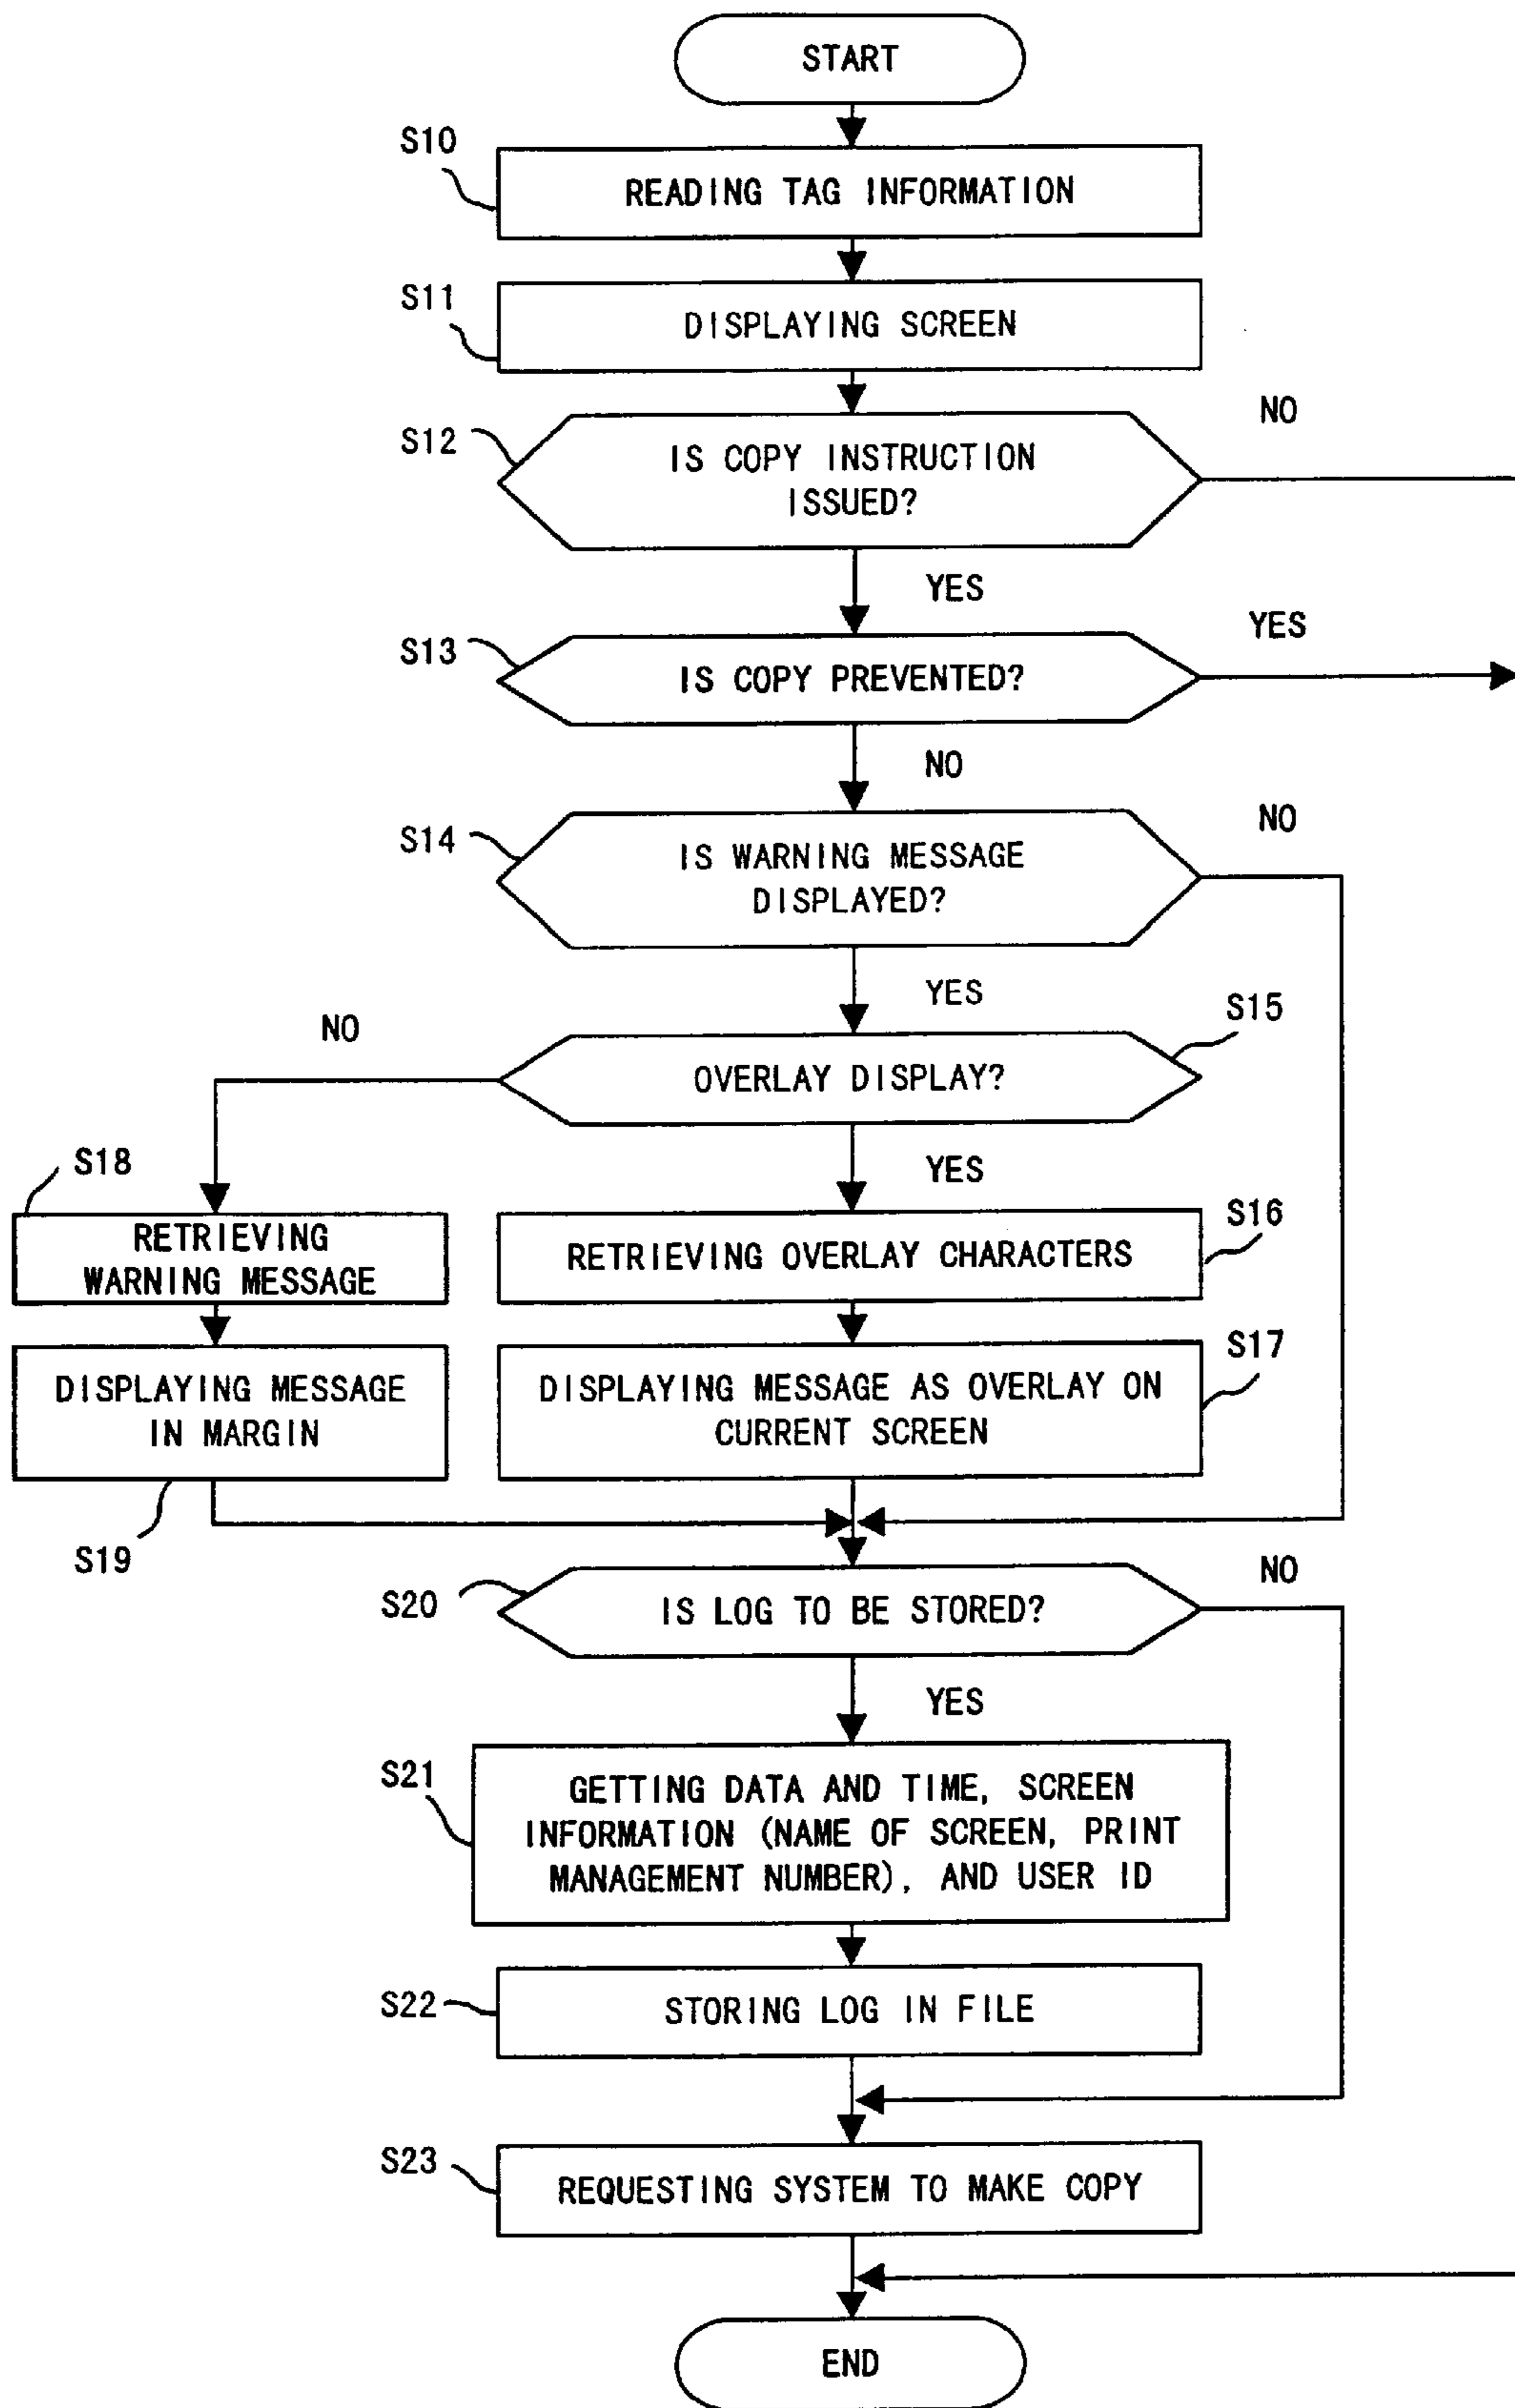 START
S10
READING TAG INFORMATION
S11
DISPLAYING SCREEN
NO
S12
IS COPY INSTRUCTION
ISSUED?
YES
YES
S13
IS COPY PREVENTED?
NO
NO
S14
IS WARNING MESSAGE
DISPLAYED?
YES
S15
NO
OVERLAY DISPLAY?
S18
YES
S16
RETRIEVING
WARNING MESSAGE
RETRIEVING OVERLAY CHARACTERS
S17
DISPLAYING MESSAGE
IN MARGIN
DISPLAYING MESSAGE AS OVERLAY ON
CURRENT SCREEN
S19
NO
S20
IS LOG TO BE STORED?
YES
S21
GETTING DATA AND TIME, SCREEN
INFORMATION (NAME OF SCREEN, PRINT
MANAGEMENT NUMBER), AND USER ID
S22
STORING LOG IN FILE
S23
REQUESTING SYSTEM TO MAKE COPY
END